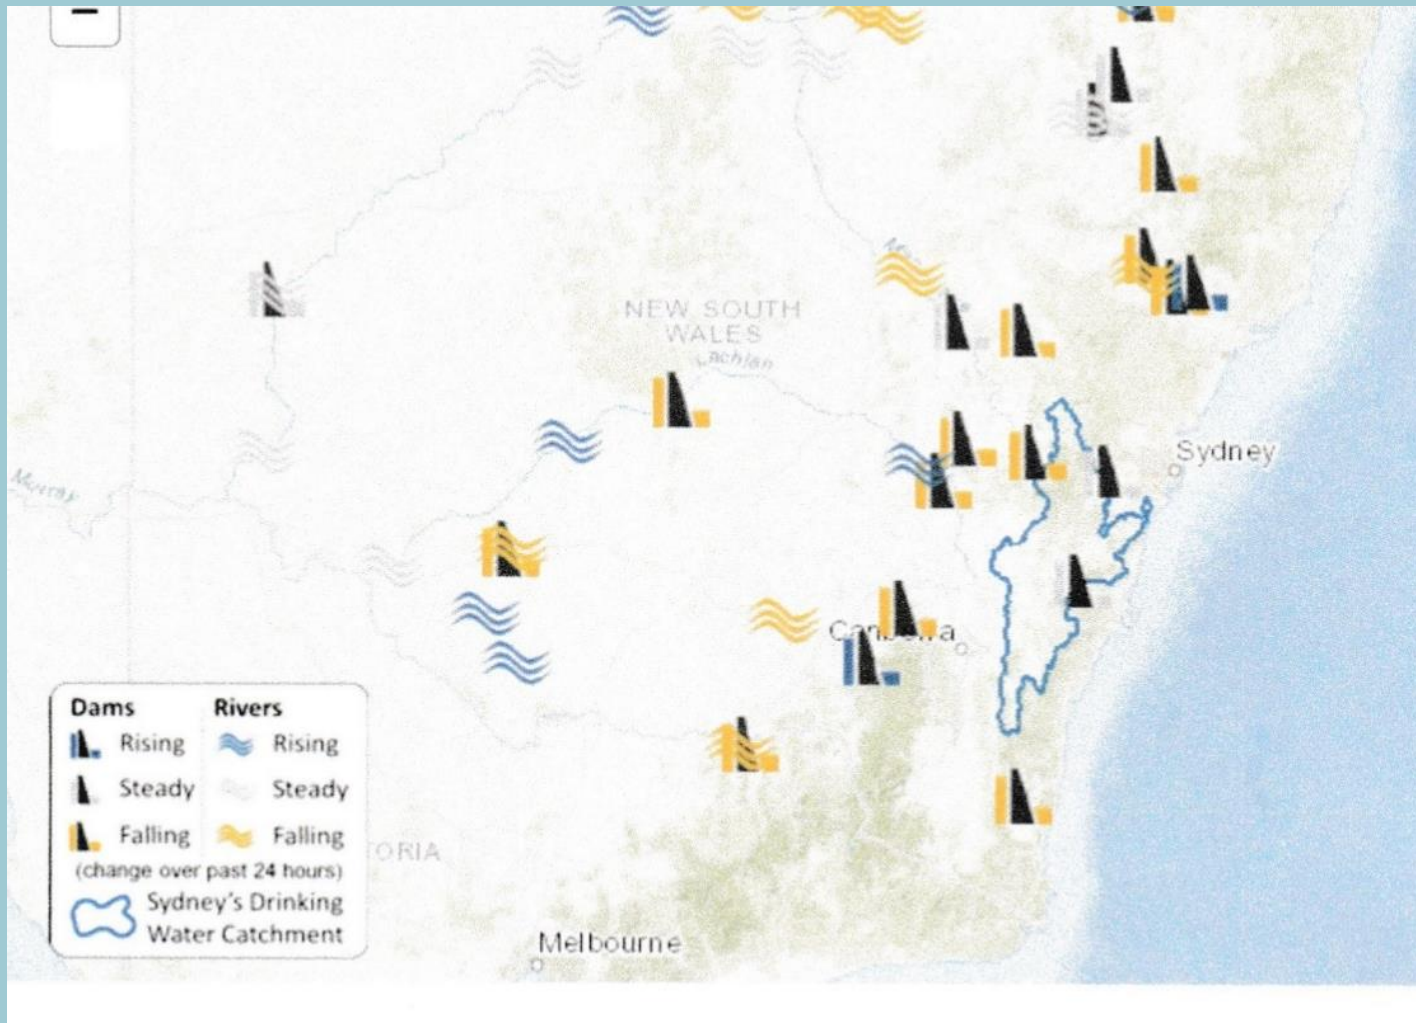 NEW SOUTH
WALES
Lachlan
Sydney
Murray
Canberra
Dams
Rivers
Rising
Rising
Steady
Steady
Falling
Falling
(change over past 24 hours)
Sydney's Drinking
Water Catchment
ORIA
Melbourne